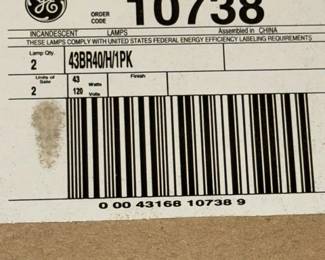 GE
ORDER CODE 10738
INCANDESCENT LAMPS Assembled in CHINA
THESE LAMPS COMPLY WITH UNITED STATES FEDERAL ENERGY EFFICIENCY LABELING REQUIREMENTS
Lamp Qty.
2 43BR40/H/1PK
Units of Sale 43 Watts Finish
2 120 Volts
0 00 43168 10738 9